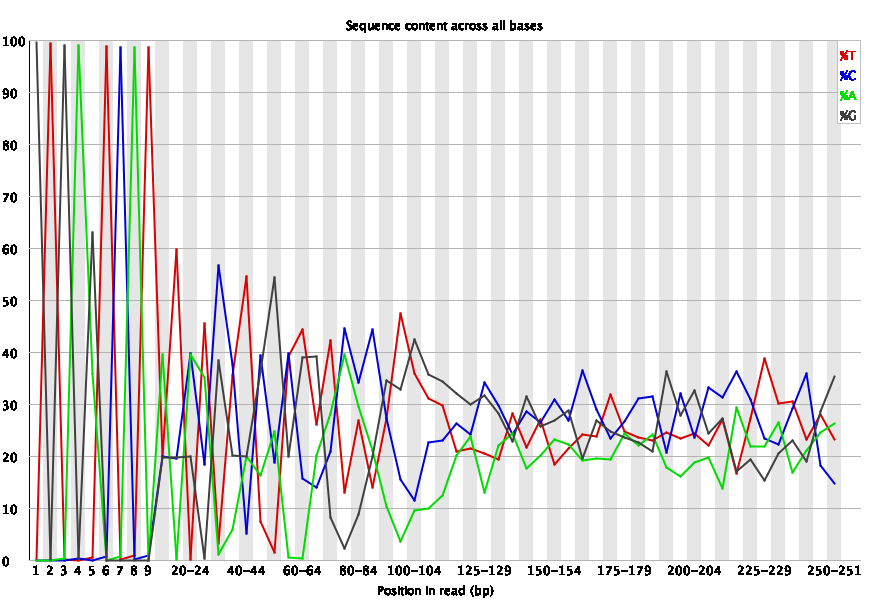 Sequence content across all bases
%T
%C
%A
%G
100
90
80
70
60
50
40
30
20
10
0
1 2 3 4 5 6 7 8 9 20-24 40-44 60-64 80-84 100-104 125-129 150-154 175-179 200-204 225-229 250-251
Position in read (bp)